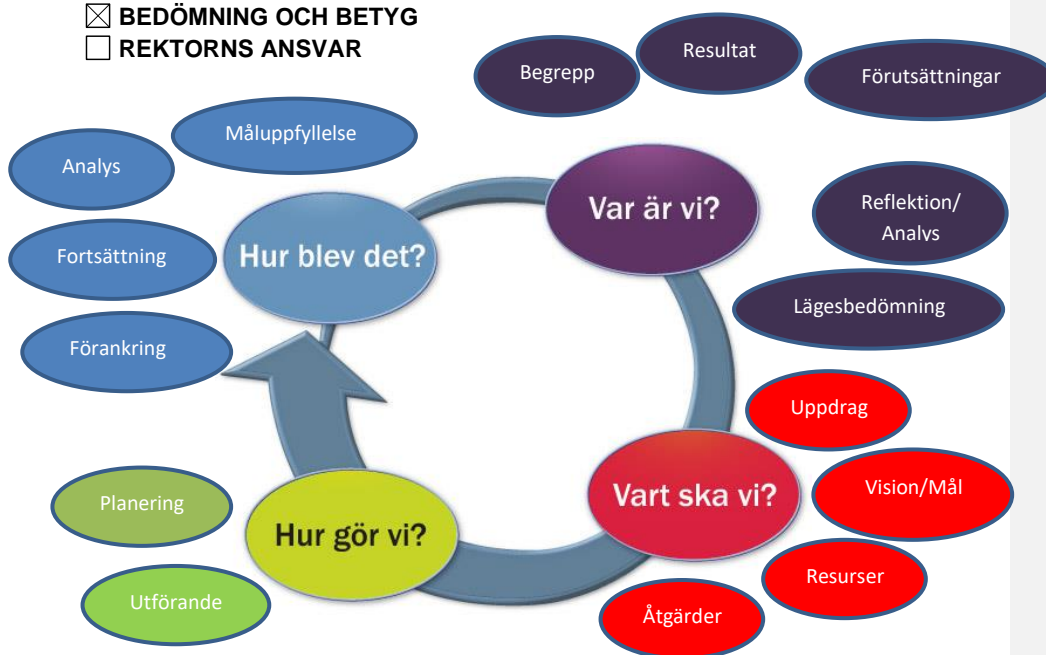 ☒ BEDÖMNING OCH BETYG
☐ REKTORNS ANSVAR
Begrepp
Resultat
Förutsättningar
Måluppfyllelse
Analys
Var är vi?
Reflektion/
Analys
Fortsättning
Hur blev det?
Lägesbedömning
Förankring
Uppdrag
Vart ska vi?
Vision/Mål
Planering
Hur gör vi?
Resurser
Utförande
Åtgärder